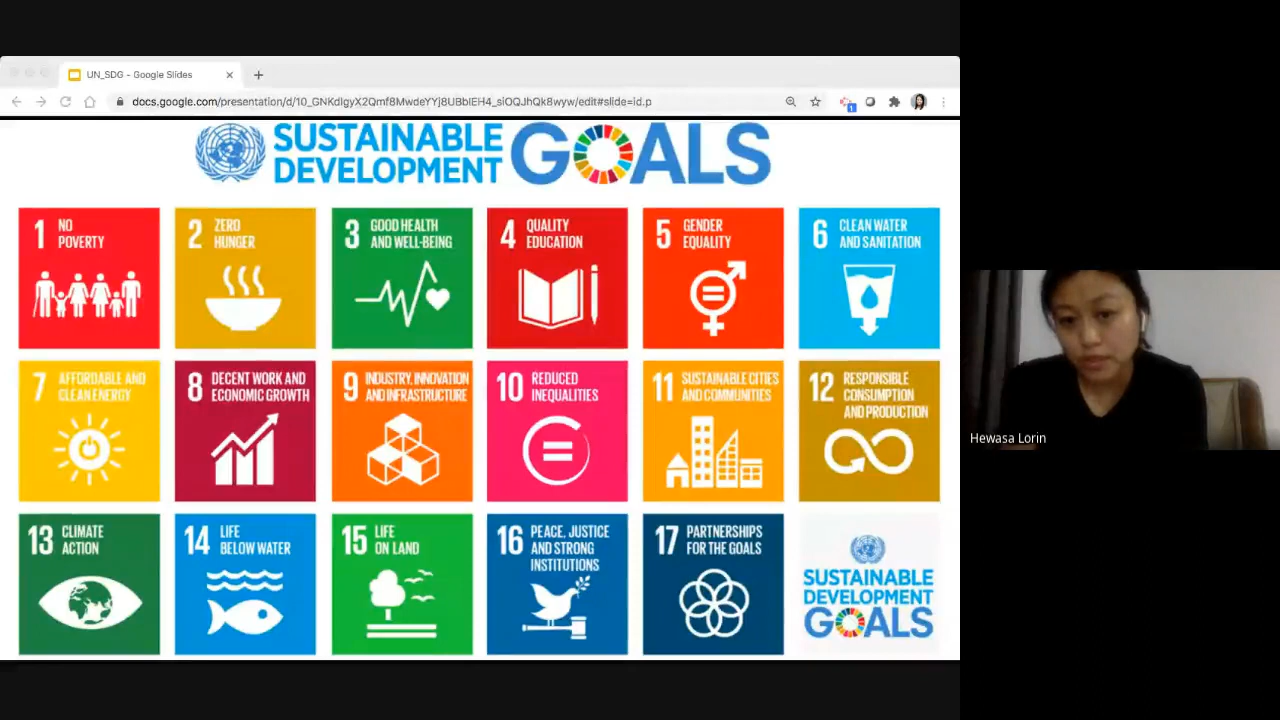 UN_SDG - Google Slides
docs.google.com/presentation/d/10_GNKdIgyX2Qmf8MwdeYYj8UBbIEH4_siOQJhQk8wyw/edit#slide=id.p
1
SUSTAINABLE
DEVELOPMENT
GOALS
1 NO
POVERTY
2 ZERO
HUNGER
3 GOOD HEALTH
AND WELL-BEING
4 QUALITY
EDUCATION
5 GENDER
EQUALITY
6 CLEAN WATER
AND SANITATION
7 AFFORDABLE AND
CLEAN ENERGY
8 DECENT WORK AND
ECONOMIC GROWTH
9 INDUSTRY, INNOVATION
AND INFRASTRUCTURE
10 REDUCED
INEQUALITIES
11 SUSTAINABLE CITIES
AND COMMUNITIES
12 RESPONSIBLE
CONSUMPTION
AND PRODUCTION
13 CLIMATE
ACTION
14 LIFE
BELOW WATER
15 LIFE
ON LAND
16 PEACE, JUSTICE
AND STRONG
INSTITUTIONS
17 PARTNERSHIPS
FOR THE GOALS
SUSTAINABLE
DEVELOPMENT
GOALS
Hewasa Lorin